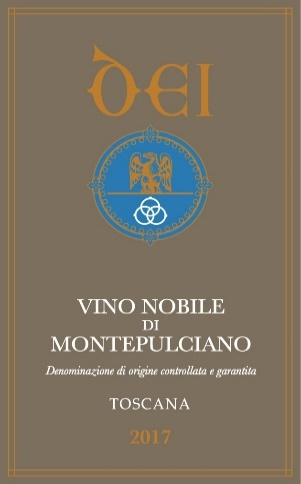 DEI
VINO NOBILE
DI
MONTEPULCIANO
Denominazione di origine controllata e garantita
TOSCANA
2017